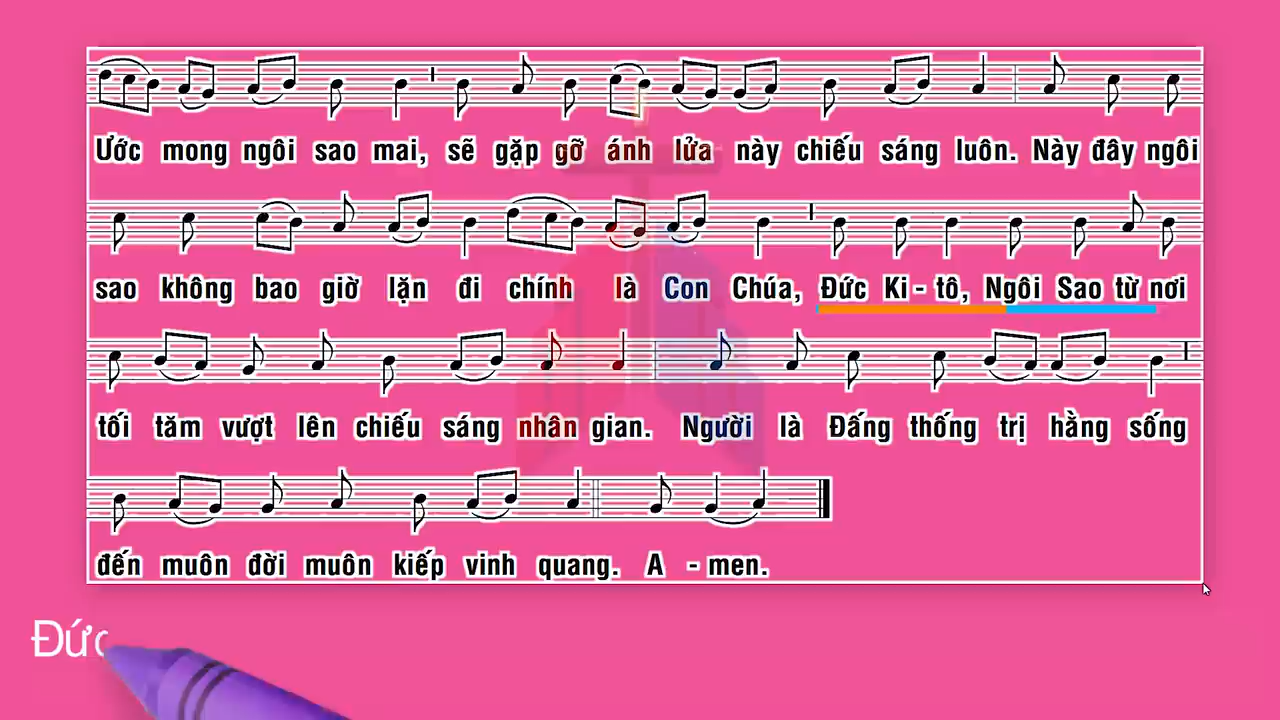 Ước mong ngôi sao mai, sẽ gặp gỡ ánh lửa này chiếu sáng luôn. Này đây ngôi
sao không bao giờ lặn đi chính là Con Chúa, Đức Ki - tô, Ngôi Sao từ nơi
tối tăm vượt lên chiếu sáng nhân gian. Người là Đấng thống trị hằng sống
đến muôn đời muôn kiếp vinh quang. A - men.
Đức